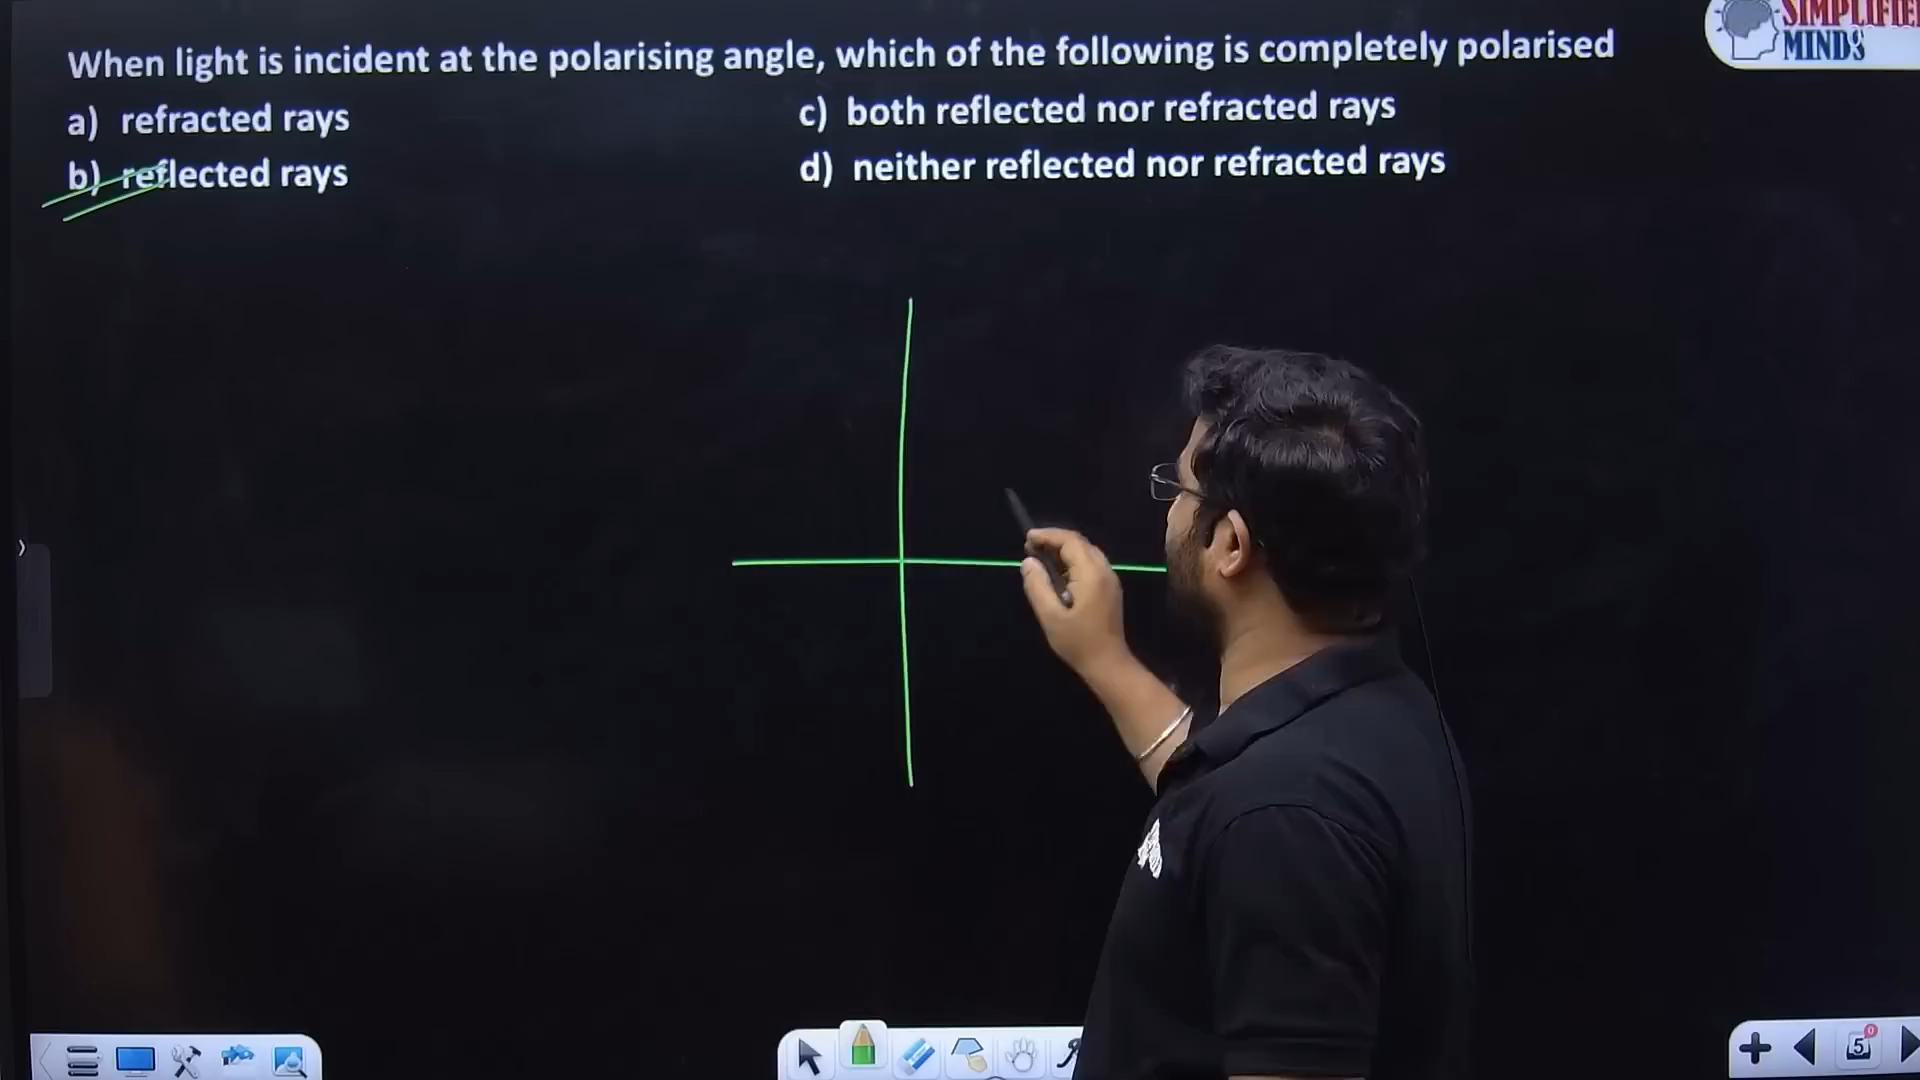 When light is incident at the polarising angle, which of the following is completely polarised
a) refracted rays
c) both reflected nor refracted rays
b) reflected rays
d) neither reflected nor refracted rays
MINDS
5
0